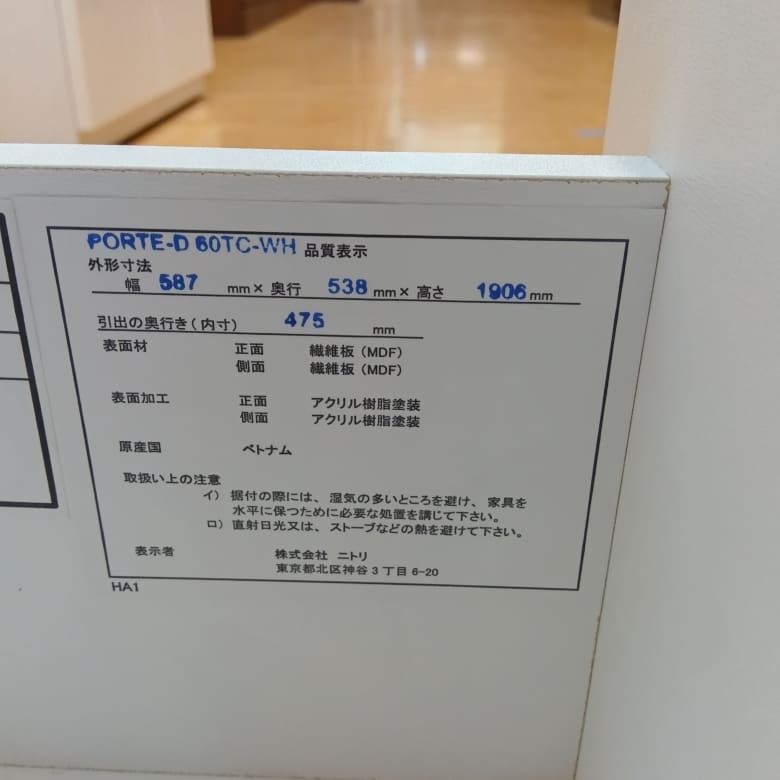 PORTE-D 60TC-WH 品質表示
外形寸法
幅 587 mm× 奥行 538 mm× 高さ 1906 mm
引出の奥行き(内寸) 475 mm
表面材 正面 繊維板(MDF)
側面 繊維板(MDF)
表面加工 正面 アクリル樹脂塗装
側面 アクリル樹脂塗装
原産国 ベトナム
取扱い上の注意
イ) 据付の際には、湿気の多いところを避け、家具を
水平に保つために必要な処置を講じて下さい。
ロ) 直射日光又は、ストーブなどの熱を避けて下さい。
表示者 株式会社 ニトリ
東京都北区神谷3丁目6-20
HA1